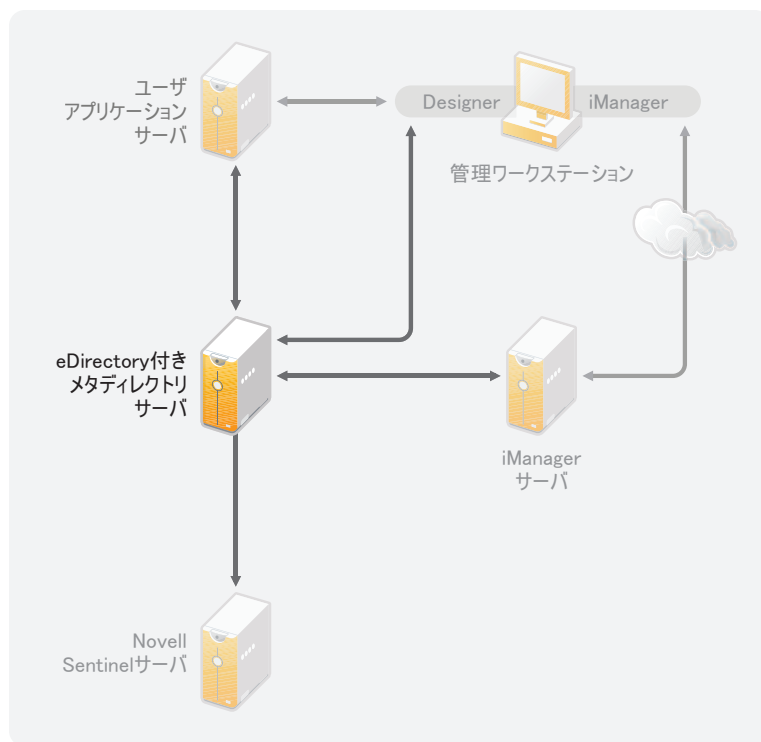 ユーザ
アプリケーション
サーバ
Designer
iManager
管理ワークステーション
eDirectory付き
メタディレクトリ
サーバ
iManager
サーバ
Novell
Sentinelサーバ